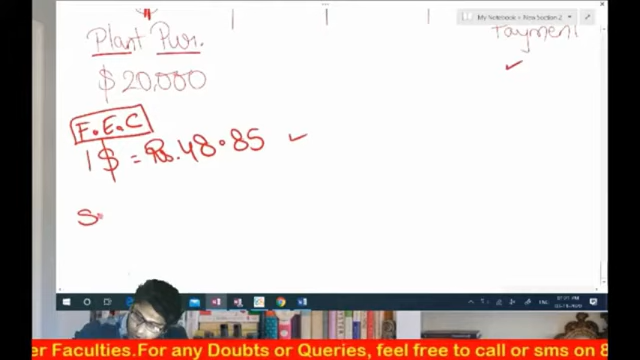 My Notebook • New Section 2
Payment
Plant Pur.
$ 20,000
F.E.C
1 $ = Rs. 48.85
S
ENG
er Faculties.For any Doubts or Queries, feel free to call or sms on 8